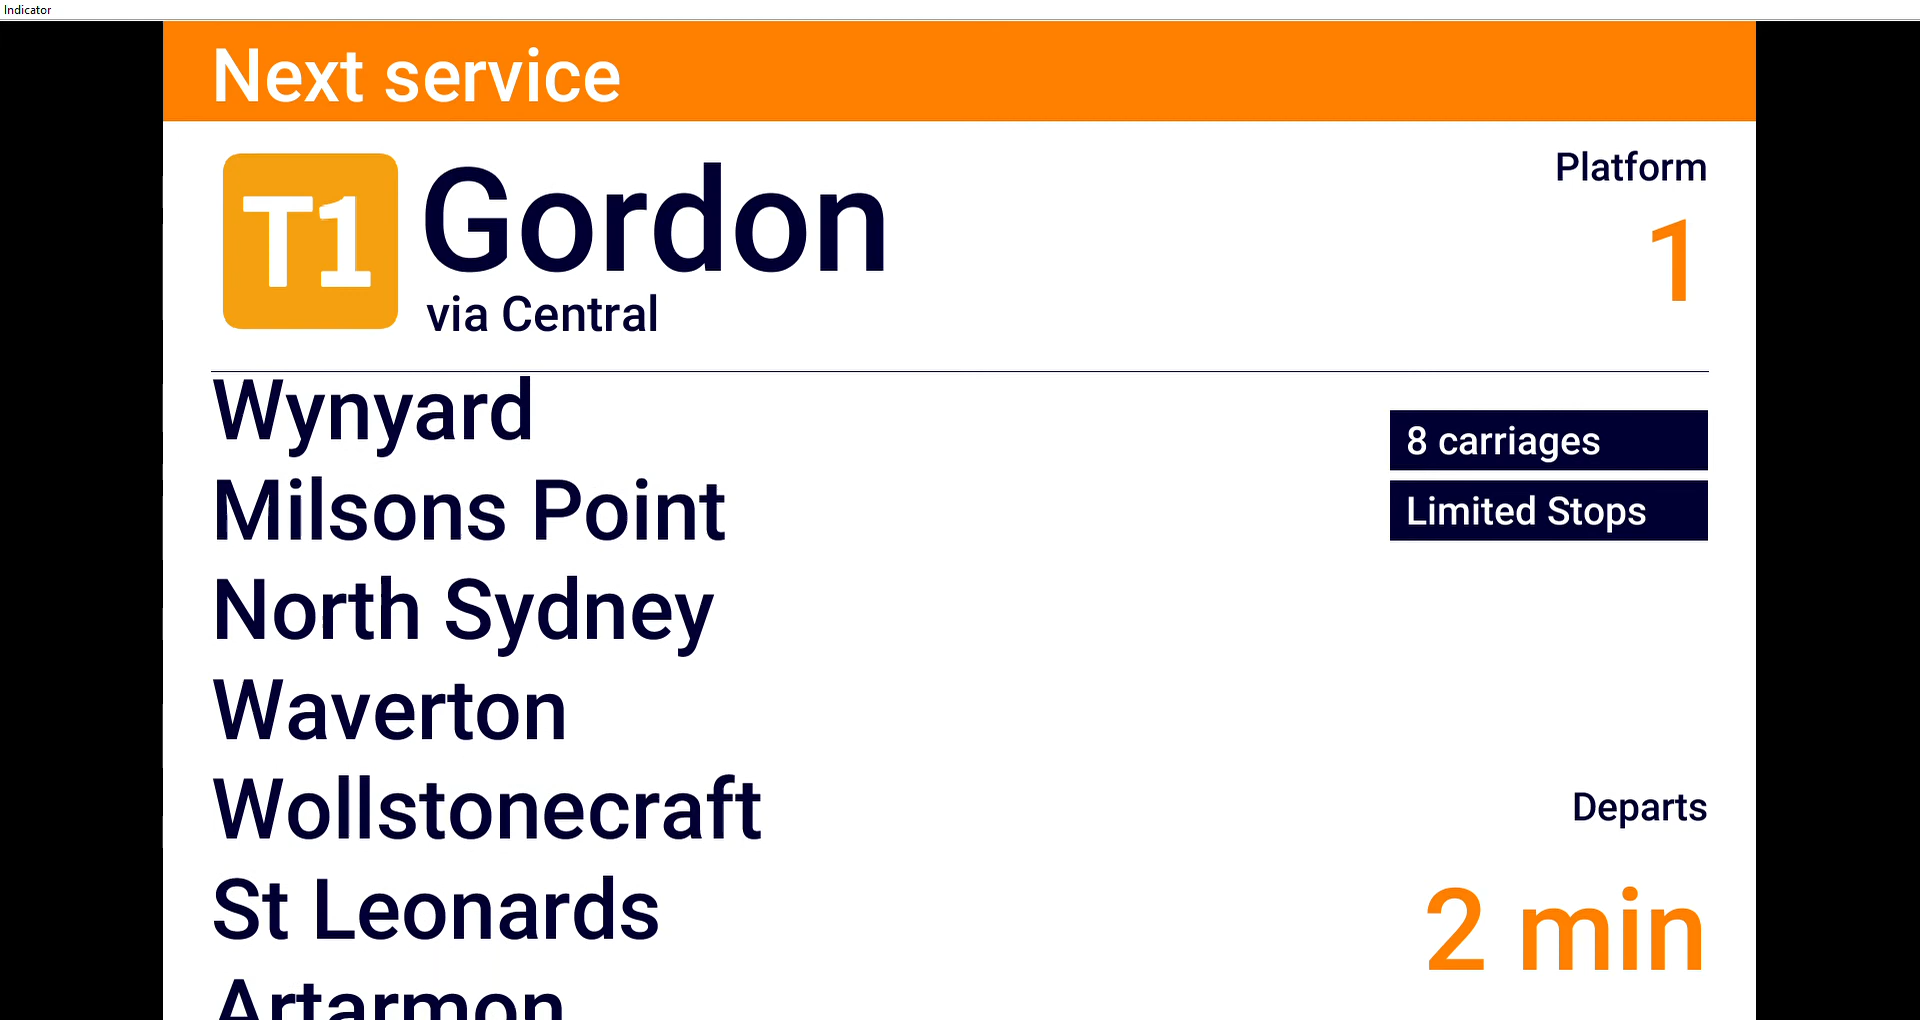 Indicator
Next service
T1 Gordon
via Central
Platform
1
Wynyard
Milsons Point
North Sydney
Waverton
Wollstonecraft
St Leonards
Artarmon
8 carriages
Limited Stops
Departs
2 min